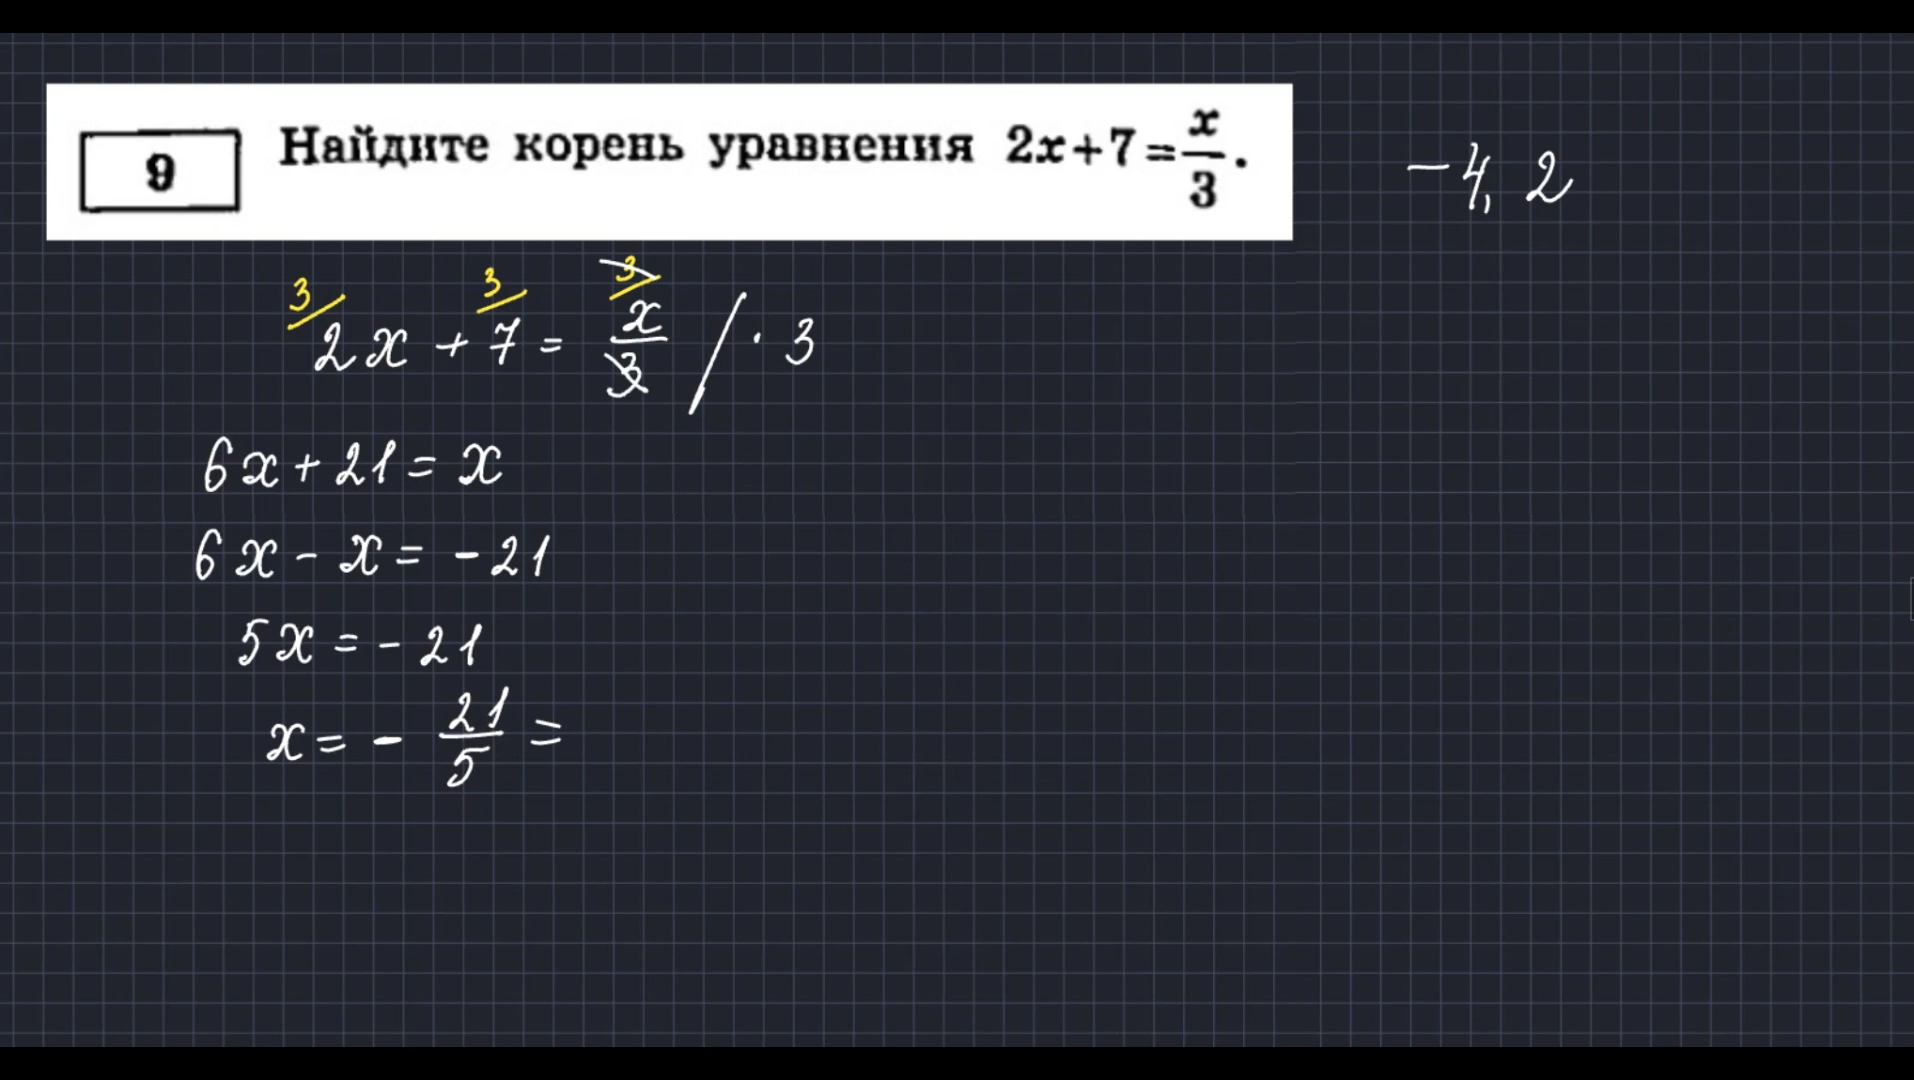 9 Найдите корень уравнения 2x+7=x/3.
-4,2
3 3 3
2x + 7 = x/3 / · 3
6x + 21 = x
6x - x = -21
5x = -21
x = - 21/5 =